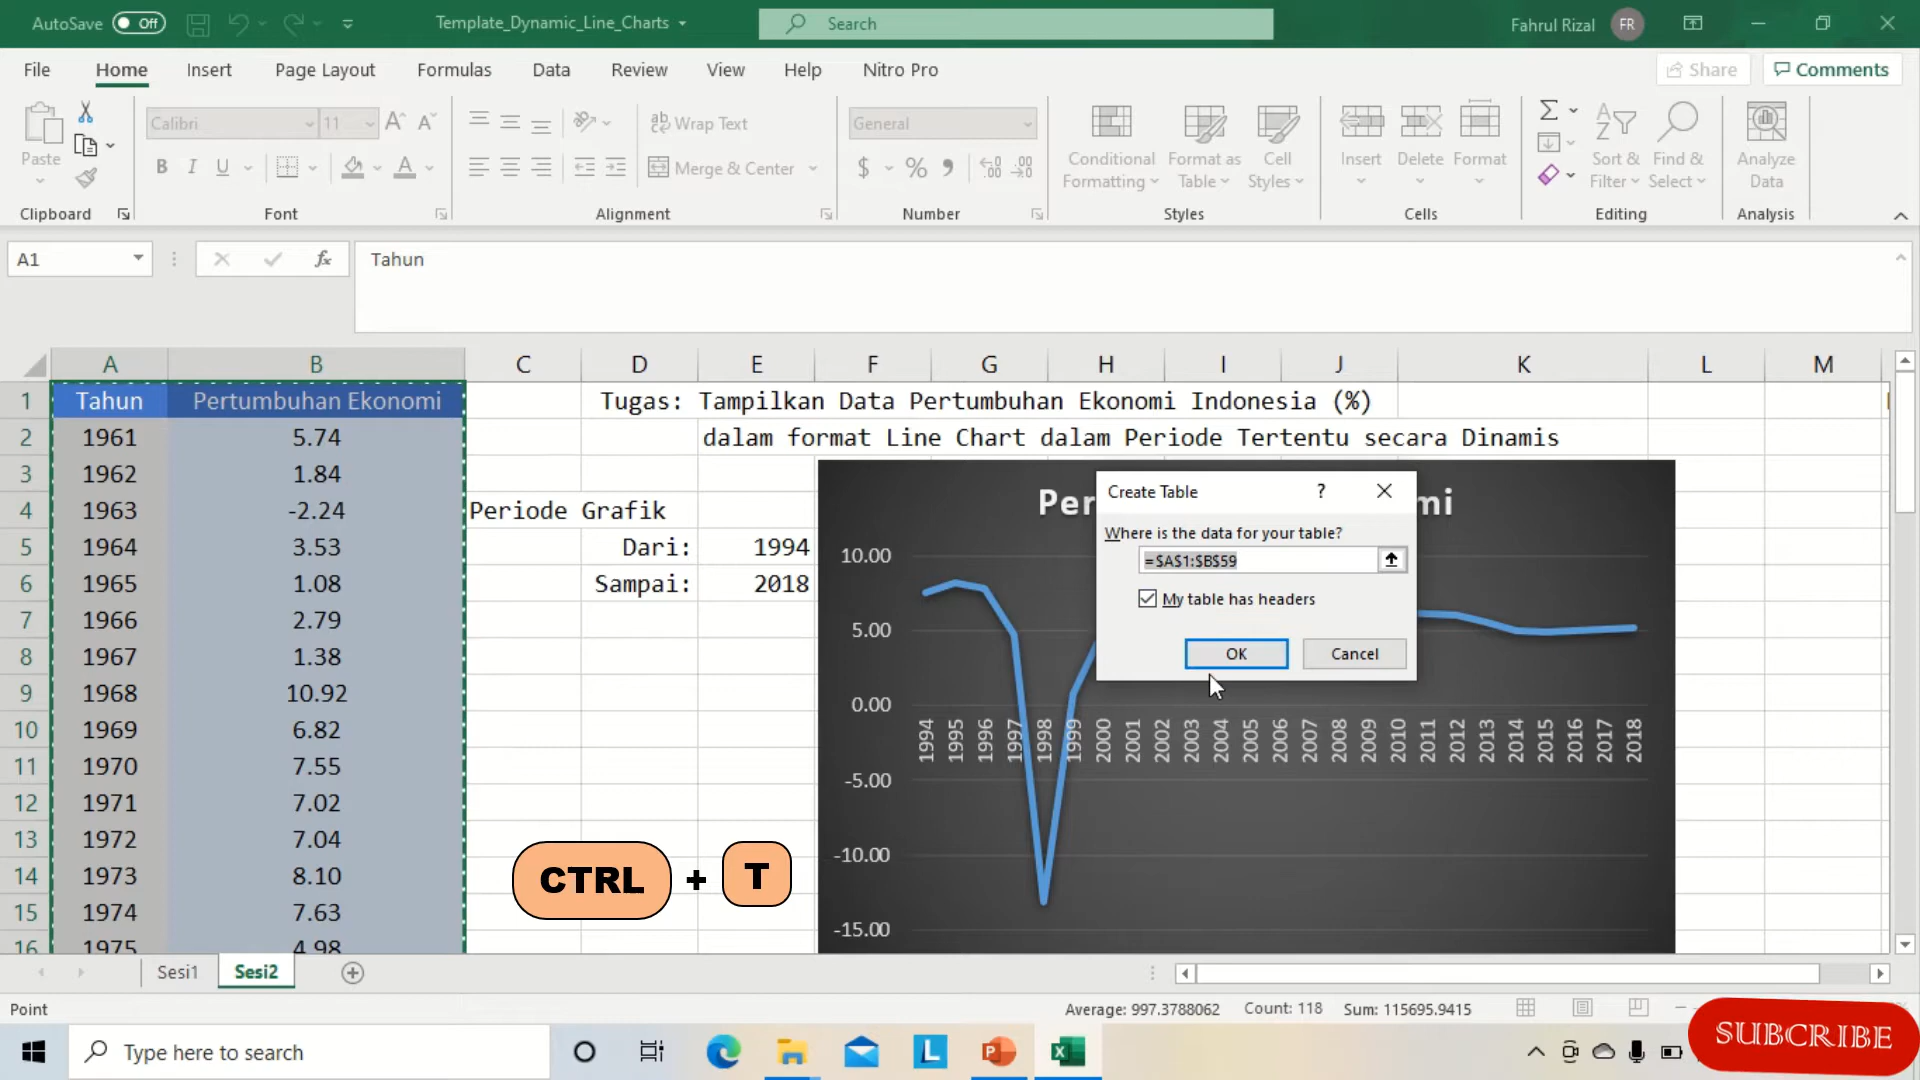 AutoSave Off
Template_Dynamic_Line_Charts
Search
Fahrul Rizal FR
File Home Insert Page Layout Formulas Data Review View Help Nitro Pro
Share Comments
Paste
Calibri 11
B I U A
Wrap Text
Merge & Center
General
$ %
Conditional Formatting
Format as Table
Cell Styles
Insert
Delete
Format
Sort & Filter
Find & Select
Analyze Data
Clipboard Font Alignment Number Styles Cells Editing Analysis
A1 fx Tahun
A B C D E F G H I J K L M
1 Tahun Pertumbuhan Ekonomi Tugas: Tampilkan Data Pertumbuhan Ekonomi Indonesia (%)
2 1961 5.74 dalam format Line Chart dalam Periode Tertentu secara Dinamis
3 1962 1.84
4 1963 -2.24 Periode Grafik
5 1964 3.53 Dari: 1994
6 1965 1.08 Sampai: 2018
7 1966 2.79
8 1967 1.38
9 1968 10.92
10 1969 6.82
11 1970 7.55
12 1971 7.02
13 1972 7.04
14 1973 8.10
15 1974 7.63
16 1975 4.98
Per
mi
10.00
5.00
0.00
-5.00
-10.00
-15.00
1994 1995 1996 1997 1998 1999 2000 2001 2002 2003 2004 2005 2006 2007 2008 2009 2010 2011 2012 2013 2014 2015 2016 2017 2018
Create Table ?
Where is the data for your table?
=$A$1:$B$59
My table has headers
OK Cancel
CTRL + T
Sesi1 Sesi2
Point
Average: 997.3788062 Count: 118 Sum: 115695.9415
Type here to search
SUBSCRIBE